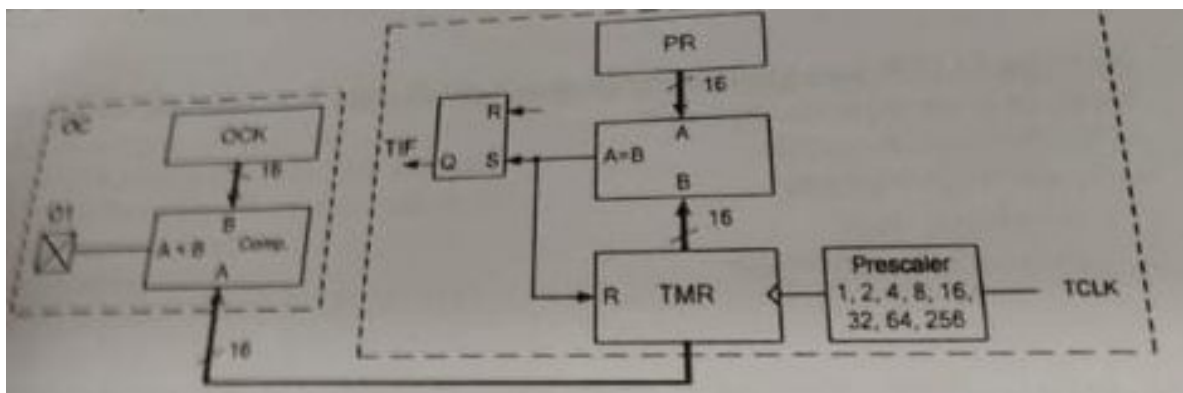 PR
16
OC
OCK
R
A
TIF
Q
S
A=B
16
B
O1
B
16
A < B
Comp.
A
R
TMR
Prescaler
1, 2, 4, 8, 16,
32, 64, 256
TCLK
16